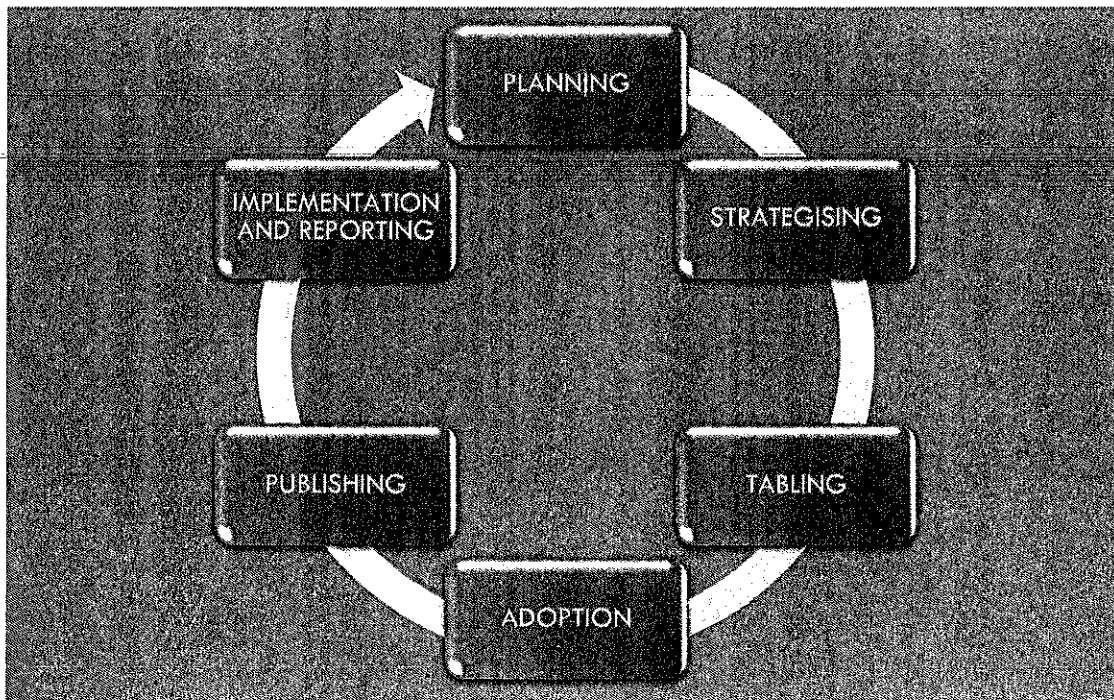 PLANNING
STRATEGISING
TABLING
ADOPTION
PUBLISHING
IMPLEMENTATION
AND REPORTING